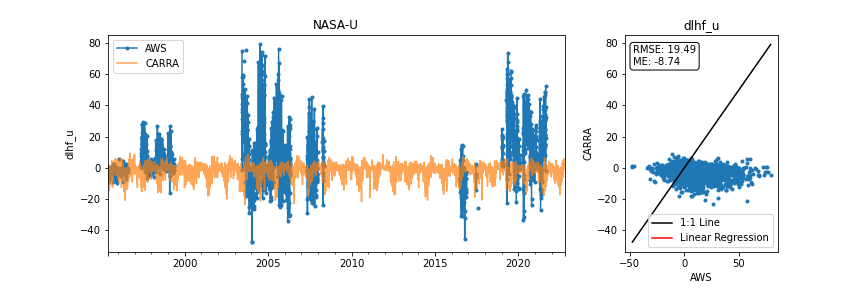 NASA-U
dlhf_u
AWS
CARRA
dlhf_u
80
60
40
20
0
−20
−40
2000
2005
2010
2015
2020
RMSE: 19.49
ME: -8.74
CARRA
80
60
40
20
0
−20
−40
1:1 Line
Linear Regression
−50
0
50
AWS